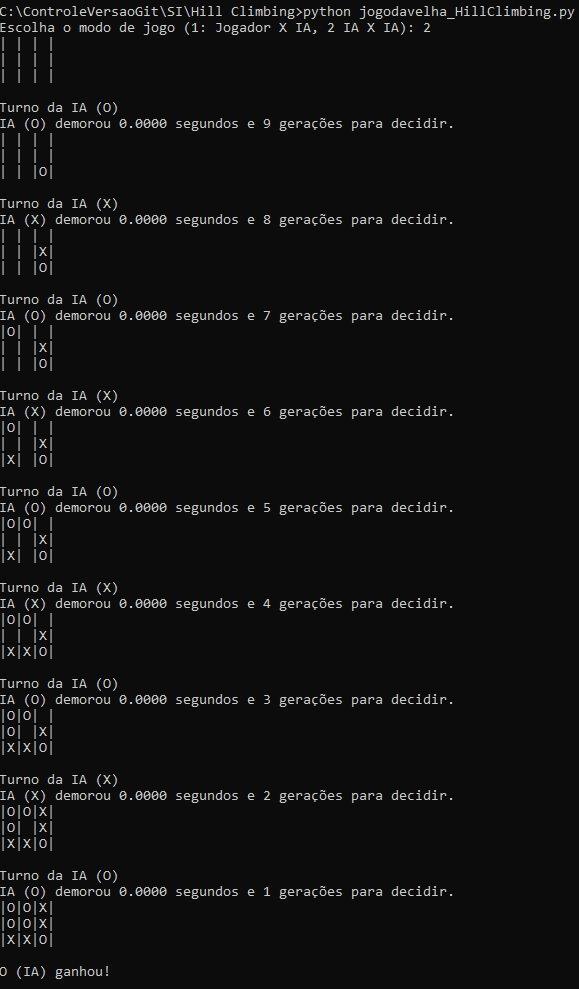 C:\ControleVersaoGit\SI\Hill Climbing>python jogodavelha_HillClimbing.py
Escolha o modo de jogo (1: Jogador X IA, 2 IA X IA): 2
| | | |
| | | |
| | | |
Turno da IA (O)
IA (O) demorou 0.0000 segundos e 9 gerações para decidir.
| | | |
| | | |
| | |O|
Turno da IA (X)
IA (X) demorou 0.0000 segundos e 8 gerações para decidir.
| | | |
| | |X|
| | |O|
Turno da IA (O)
IA (O) demorou 0.0000 segundos e 7 gerações para decidir.
|O| | |
| | |X|
| | |O|
Turno da IA (X)
IA (X) demorou 0.0000 segundos e 6 gerações para decidir.
|O| | |
| | |X|
|X| |O|
Turno da IA (O)
IA (O) demorou 0.0000 segundos e 5 gerações para decidir.
|O|O| |
| | |X|
|X| |O|
Turno da IA (X)
IA (X) demorou 0.0000 segundos e 4 gerações para decidir.
|O|O| |
| | |X|
|X|X|O|
Turno da IA (O)
IA (O) demorou 0.0000 segundos e 3 gerações para decidir.
|O|O| |
|O| |X|
|X|X|O|
Turno da IA (X)
IA (X) demorou 0.0000 segundos e 2 gerações para decidir.
|O|O|X|
|O| |X|
|X|X|O|
Turno da IA (O)
IA (O) demorou 0.0000 segundos e 1 gerações para decidir.
|O|O|X|
|O|O|X|
|X|X|O|
O (IA) ganhou!